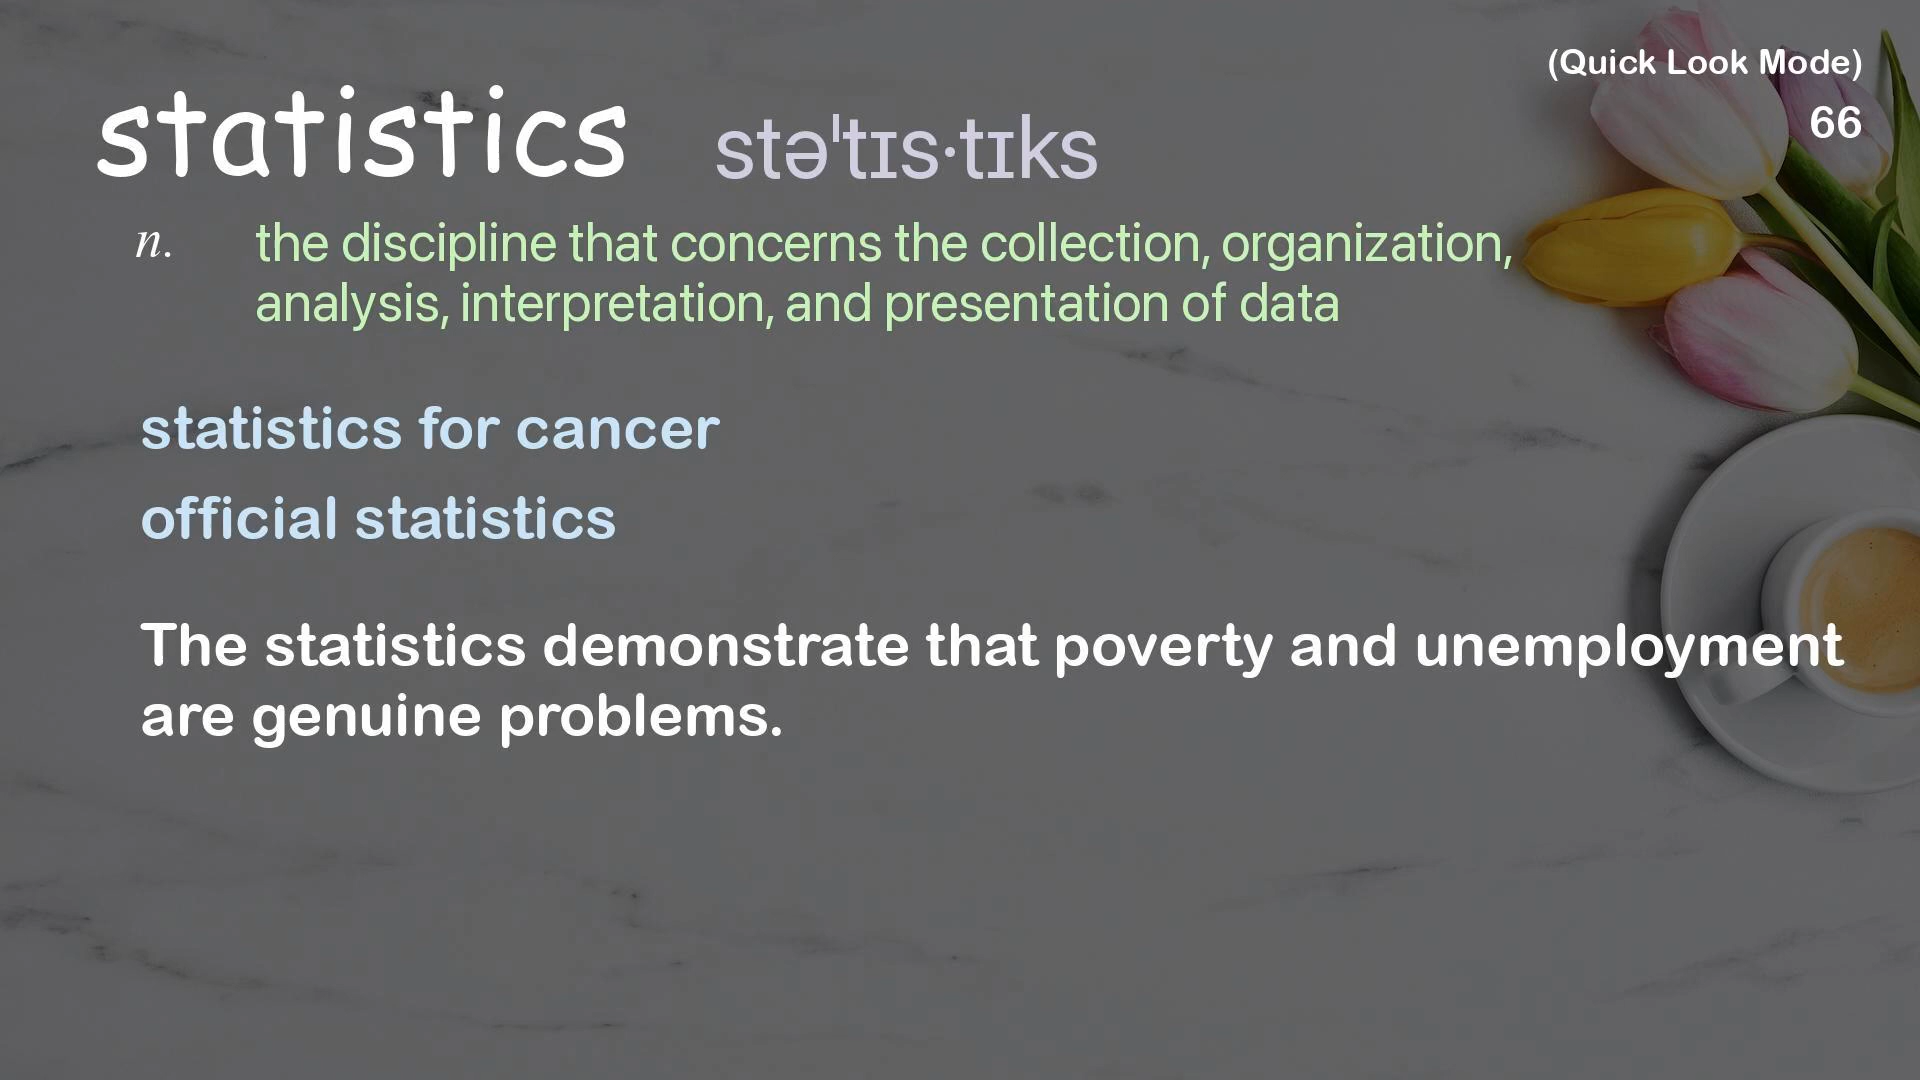 (Quick Look Mode)
66
statistics stəˈtɪs·tɪks
n. the discipline that concerns the collection, organization,
analysis, interpretation, and presentation of data
statistics for cancer
official statistics
The statistics demonstrate that poverty and unemployment
are genuine problems.